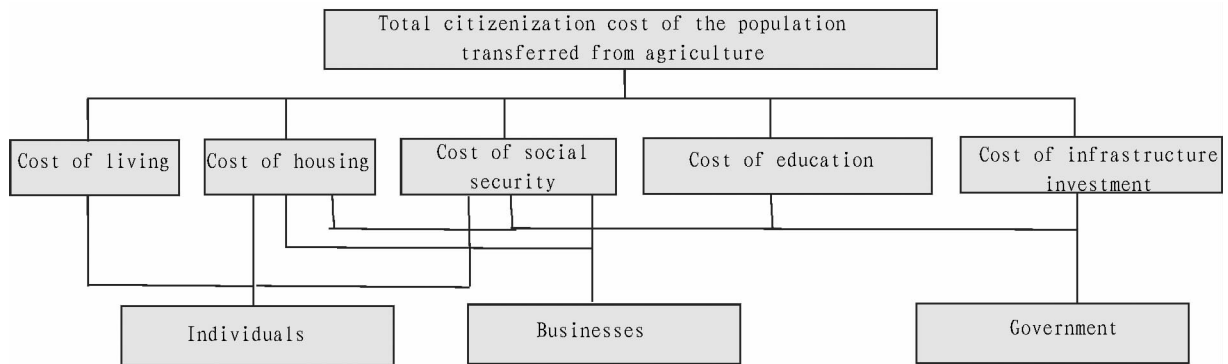 Total citizenization cost of the population
transferred from agriculture
Cost of living
Cost of housing
Cost of social
security
Cost of education
Cost of infrastructure
investment
Individuals
Businesses
Government